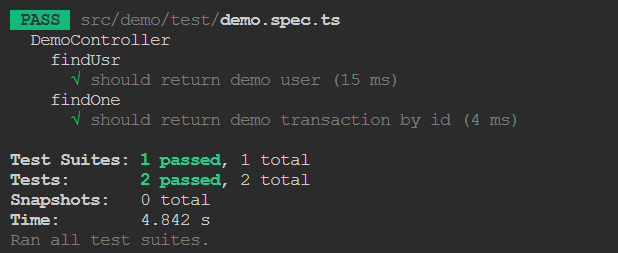 PASS src/demo/test/demo.spec.ts
DemoController
findUsr
√ should return demo user (15 ms)
findOne
√ should return demo transaction by id (4 ms)
Test Suites: 1 passed, 1 total
Tests: 2 passed, 2 total
Snapshots: 0 total
Time: 4.842 s
Ran all test suites.